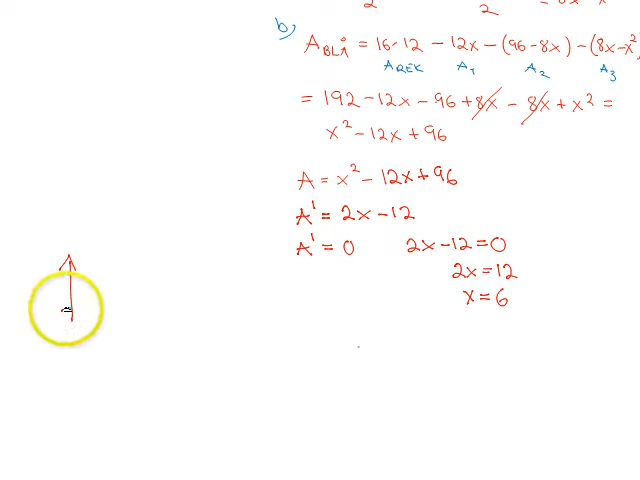 b) A_BLÅ = 16·12 − 12x − (96−8x) − (8x−x²)
A_REK A₁ A₂ A₃
= 192 − 12x − 96 + 8x − 8x + x² =
x² − 12x + 96
A = x² − 12x + 96
A' = 2x − 12
A' = 0 2x − 12 = 0
2x = 12
x = 6